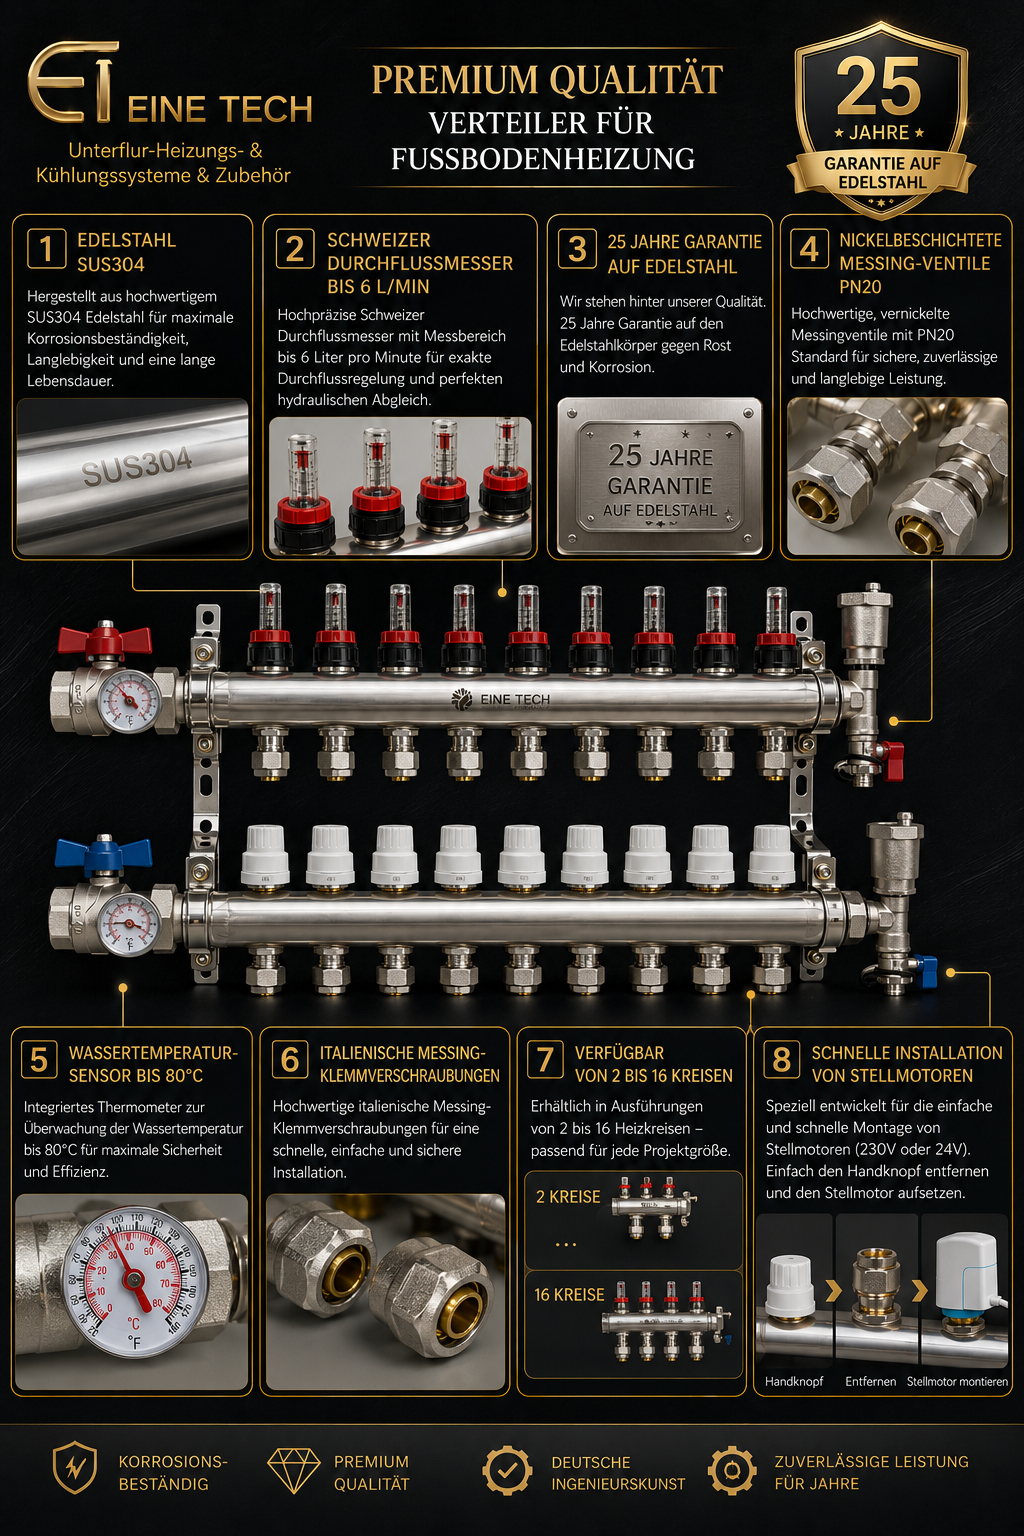 EINE TECH
Unterflur-Heizungs- &
Kühlungssysteme & Zubehör
PREMIUM QUALITÄT
VERTEILER FÜR
FUSSBODENHEIZUNG
25
JAHRE
GARANTIE AUF
EDELSTAHL
1
EDELSTAHL
SUS304
Hergestellt aus hochwertigem
SUS304 Edelstahl für maximale
Korrosionsbeständigkeit,
Langlebigkeit und eine lange
Lebensdauer.
SUS304
2
SCHWEIZER
DURCHFLUSSMESSER
BIS 6 L/MIN
Hochpräzise Schweizer
Durchflussmesser mit Messbereich
bis 6 Liter pro Minute für exakte
Durchflussregelung und perfekten
hydraulischen Abgleich.
3
25 JAHRE GARANTIE
AUF EDELSTAHL
Wir stehen hinter unserer Qualität.
25 Jahre Garantie auf den
Edelstahlkörper gegen Rost
und Korrosion.
25 JAHRE
GARANTIE
AUF EDELSTAHL
4
NICKELBESCHICHTETE
MESSING-VENTILE
PN20
Hochwertige, vernickelte
Messingventile mit PN20
Standard für sichere, zuverlässige
und langlebige Leistung.
EINE TECH
5
WASSERTEMPERATUR-
SENSOR BIS 80°C
Integriertes Thermometer zur
Überwachung der Wassertemperatur
bis 80°C für maximale Sicherheit
und Effizienz.
°C
°F
6
ITALIENISCHE MESSING-
KLEMMVERSCHRAUBUNGEN
Hochwertige italienische Messing-
Klemmverschraubungen für eine
schnelle, einfache und sichere
Installation.
7
VERFÜGBAR
VON 2 BIS 16 KREISEN
Erhältlich in Ausführungen
von 2 bis 16 Heizkreisen –
passend für jede Projektgröße.
2 KREISE
...
16 KREISE
8
SCHNELLE INSTALLATION
VON STELLMOTOREN
Speziell entwickelt für die einfache
und schnelle Montage von
Stellmotoren (230V oder 24V).
Einfach den Handknopf entfernen
und den Stellmotor aufsetzen.
Handknopf
Entfernen
Stellmotor montieren
KORROSIONS-
BESTÄNDIG
PREMIUM
QUALITÄT
DEUTSCHE
INGENIEURSKUNST
ZUVERLÄSSIGE LEISTUNG
FÜR JAHRE